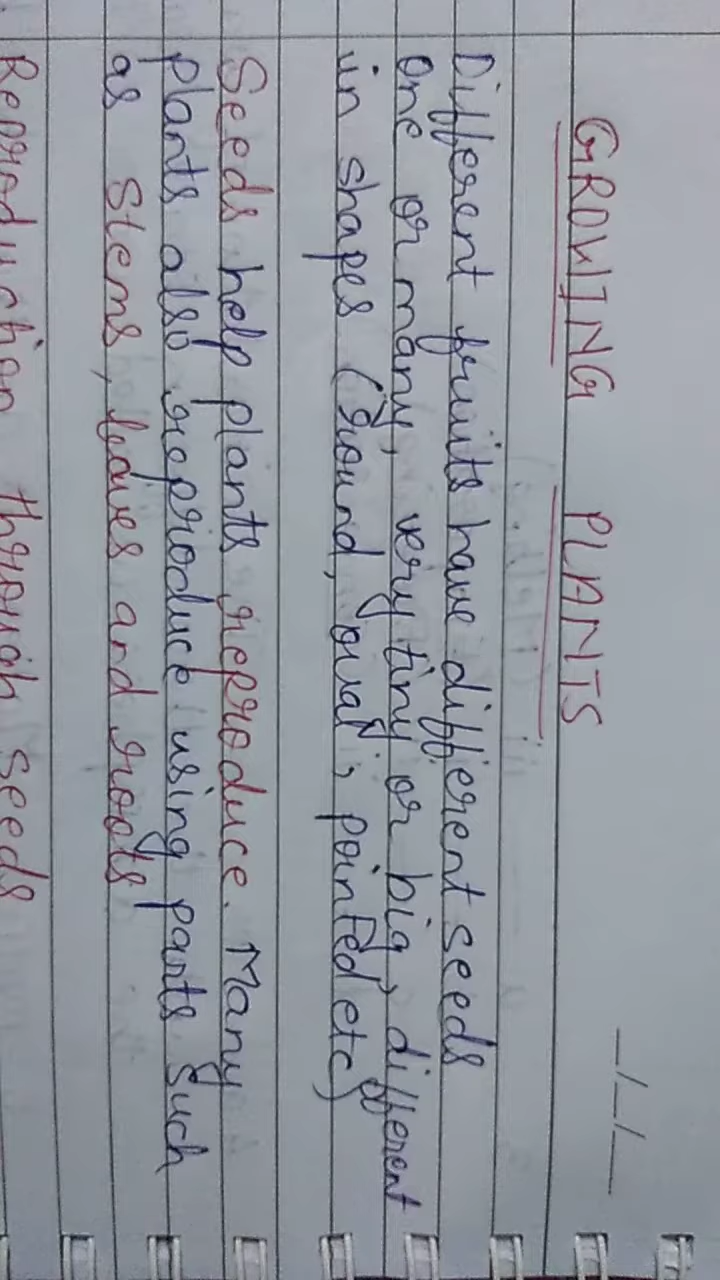 GROWING PLANTS
_/_/_
Different fruits have different seeds
one or many, very tiny or big, different
in shapes (round, oval, pointed etc)
Seeds help plants reproduce. Many
plants also reproduce using parts such
as stems, leaves and roots
Reproduction through seeds